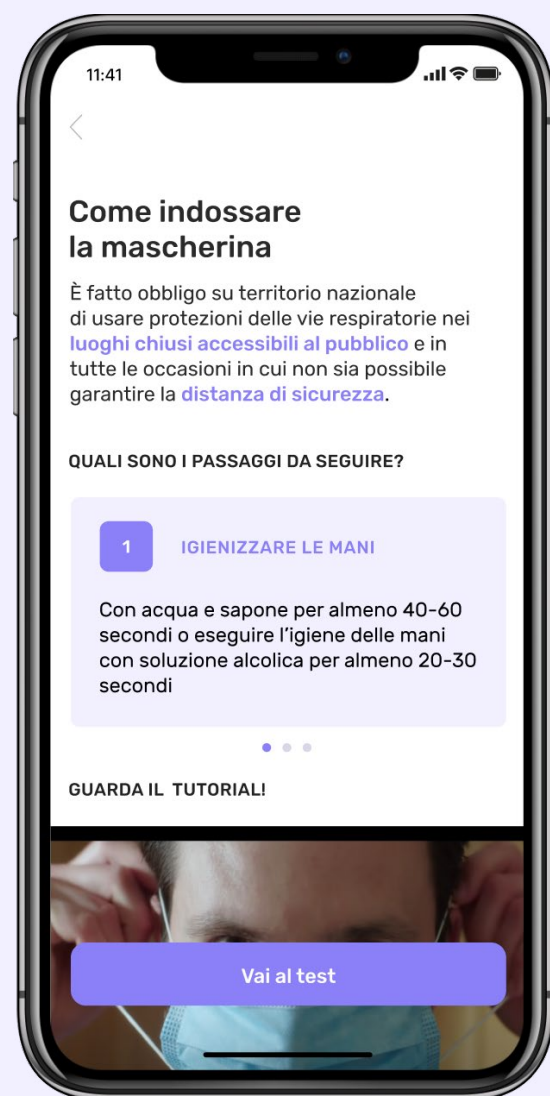 11:41
Come indossare
la mascherina
È fatto obbligo su territorio nazionale
di usare protezioni delle vie respiratorie nei
luoghi chiusi accessibili al pubblico e in
tutte le occasioni in cui non sia possibile
garantire la distanza di sicurezza.
QUALI SONO I PASSAGGI DA SEGUIRE?
1 IGIENIZZARE LE MANI
Con acqua e sapone per almeno 40-60
secondi o eseguire l'igiene delle mani
con soluzione alcolica per almeno 20-30
secondi
GUARDA IL TUTORIAL!
Vai al test